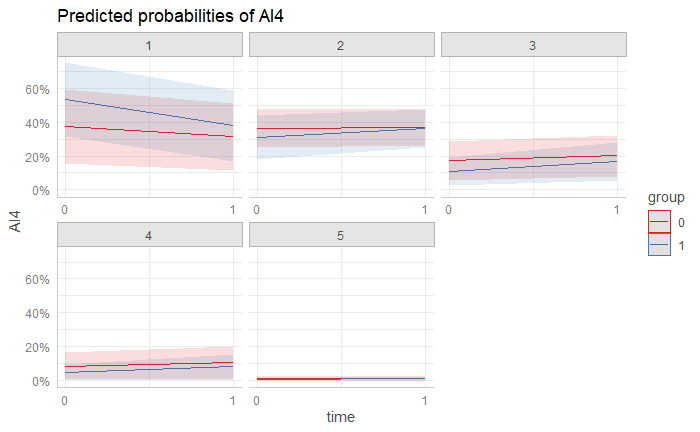 Predicted probabilities of AI4
1 2 3
60%
40%
20%
0%
0 1 0 1 0 1
4 5
60%
40%
20%
0%
0 1 0 1
AI4
time
group
0
1